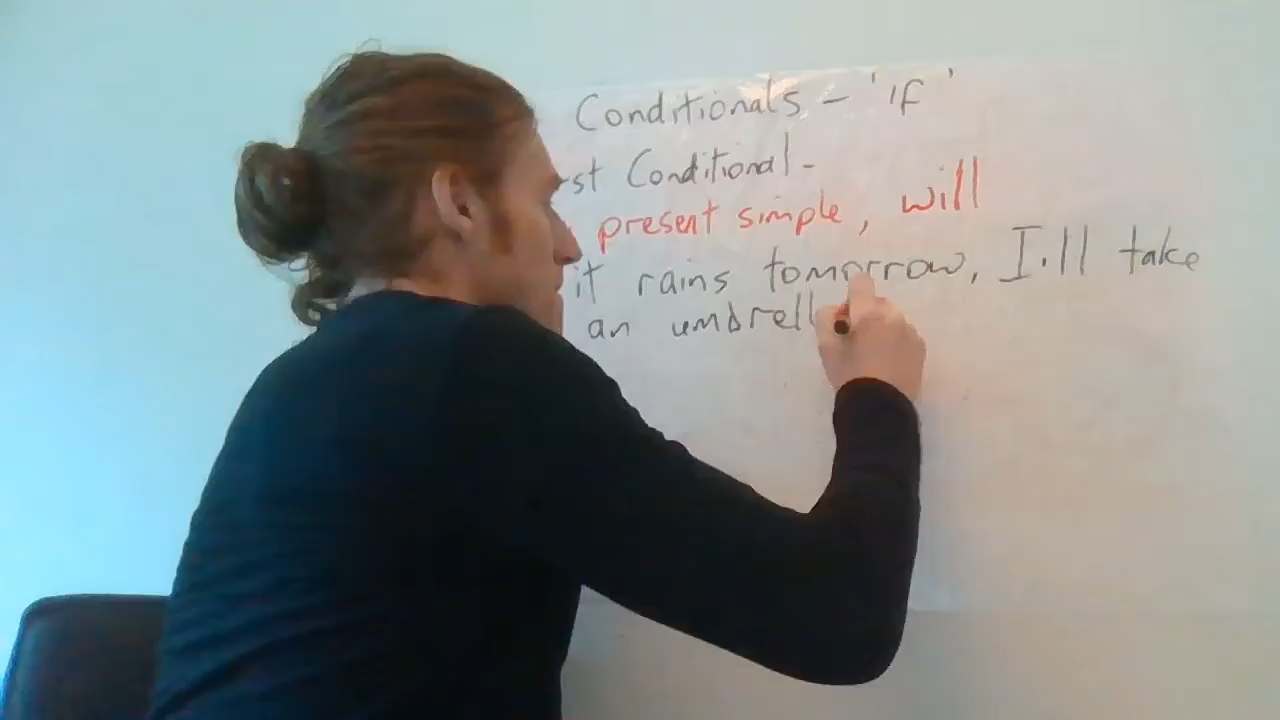 Conditionals - 'if'
st Conditional -
present simple, will
it rains tomorrow, I'll take
an umbrell